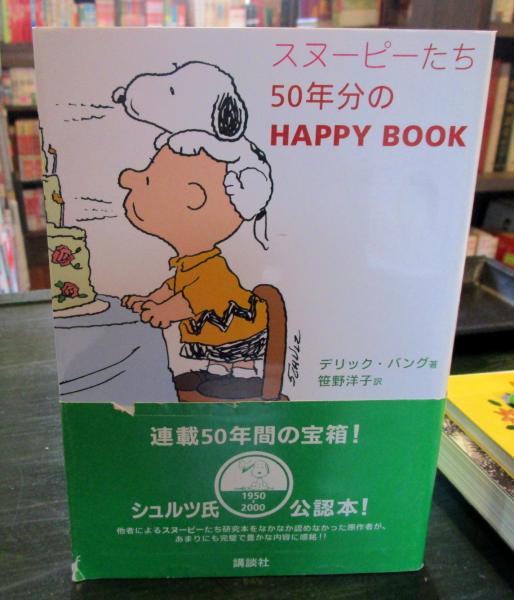 スヌーピーたち
50年分の
HAPPY BOOK
SCHULZ
デリック・バング著
笹野洋子訳
連載50年間の宝箱!
1950
2000
シュルツ氏 公認本!
他者によるスヌーピーたち研究本をなかなか認めなかった原作者が、
あまりにも完璧で豊かな内容に感銘!!
講談社